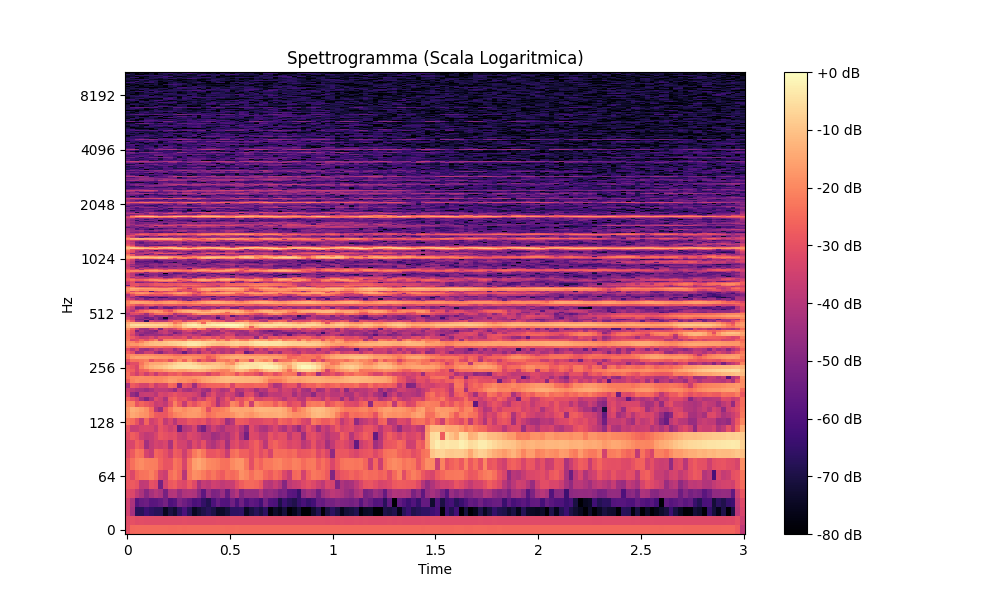 Spettrogramma (Scala Logaritmica)
8192
4096
2048
1024
512
256
128
64
0
Hz
0
0.5
1
1.5
2
2.5
3
Time
+0 dB
-10 dB
-20 dB
-30 dB
-40 dB
-50 dB
-60 dB
-70 dB
-80 dB